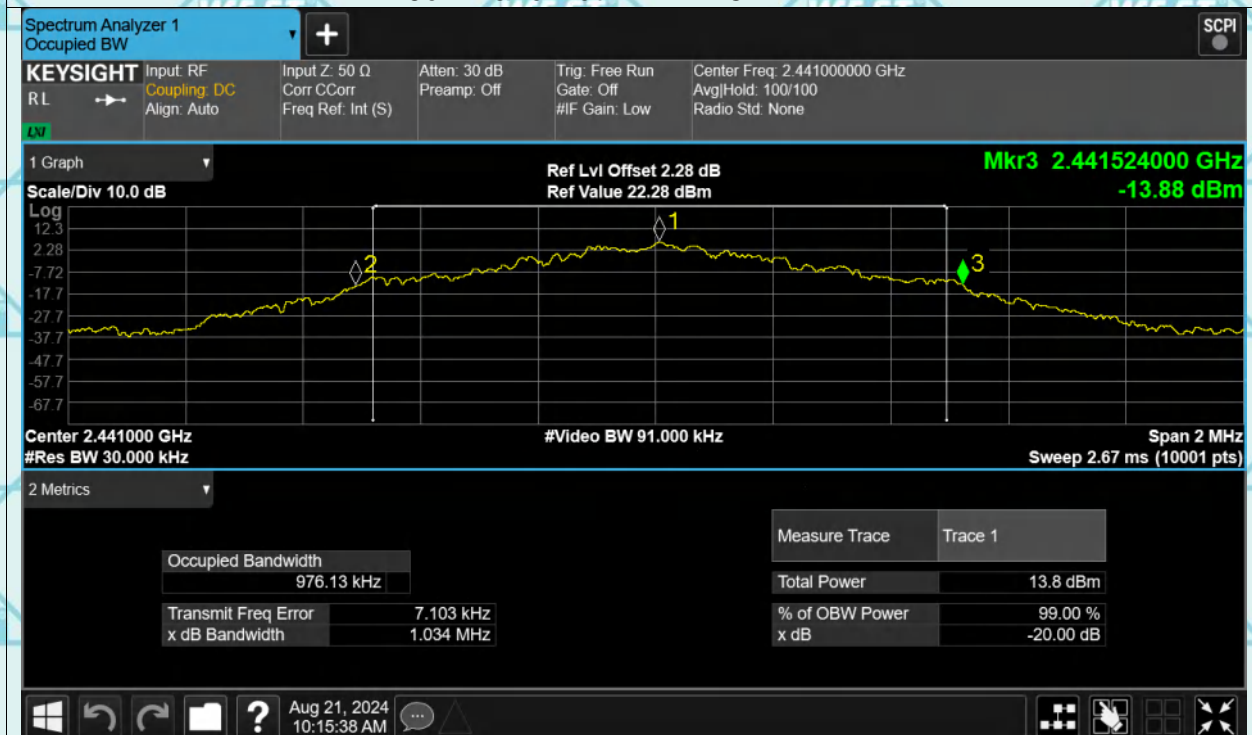 Spectrum Analyzer 1
Occupied BW
+
SCPI
KEYSIGHT
RL
LXI
Input: RF
Coupling: DC
Align: Auto
Input Z: 50 Ω
Corr CCorr
Freq Ref: Int (S)
Atten: 30 dB
Preamp: Off
Trig: Free Run
Gate: Off
#IF Gain: Low
Center Freq: 2.441000000 GHz
Avg|Hold: 100/100
Radio Std: None
1 Graph
Scale/Div 10.0 dB
Ref Lvl Offset 2.28 dB
Ref Value 22.28 dBm
Mkr3 2.441524000 GHz
-13.88 dBm
Log
12.3
2.28
-7.72
-17.7
-27.7
-37.7
-47.7
-57.7
-67.7
1
2
3
Center 2.441000 GHz
#Video BW 91.000 kHz
Span 2 MHz
#Res BW 30.000 kHz
Sweep 2.67 ms (10001 pts)
2 Metrics
Measure Trace Trace 1
Occupied Bandwidth
976.13 kHz
Total Power 13.8 dBm
Transmit Freq Error 7.103 kHz
% of OBW Power 99.00 %
x dB Bandwidth 1.034 MHz
x dB -20.00 dB
?
Aug 21, 2024
10:15:38 AM